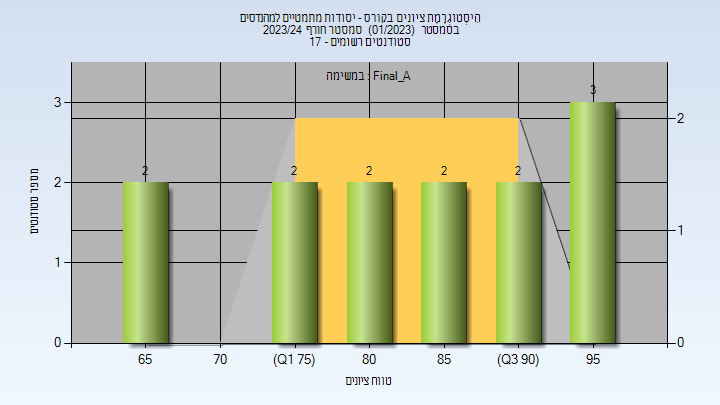 היסטוגרמת ציונים בקורס - יסודות מתמטיים למהנדסים
בסמסטר (01/2023) סמסטר חורף 2023/24
סטודנטים רשומים - 17
במשימה : Final_A
3
2 2 2 2 2
3
2
1
0
2
1
0
מספר סטודנטים
65 70 (Q1 75) 80 85 (Q3 90) 95
טווח ציונים